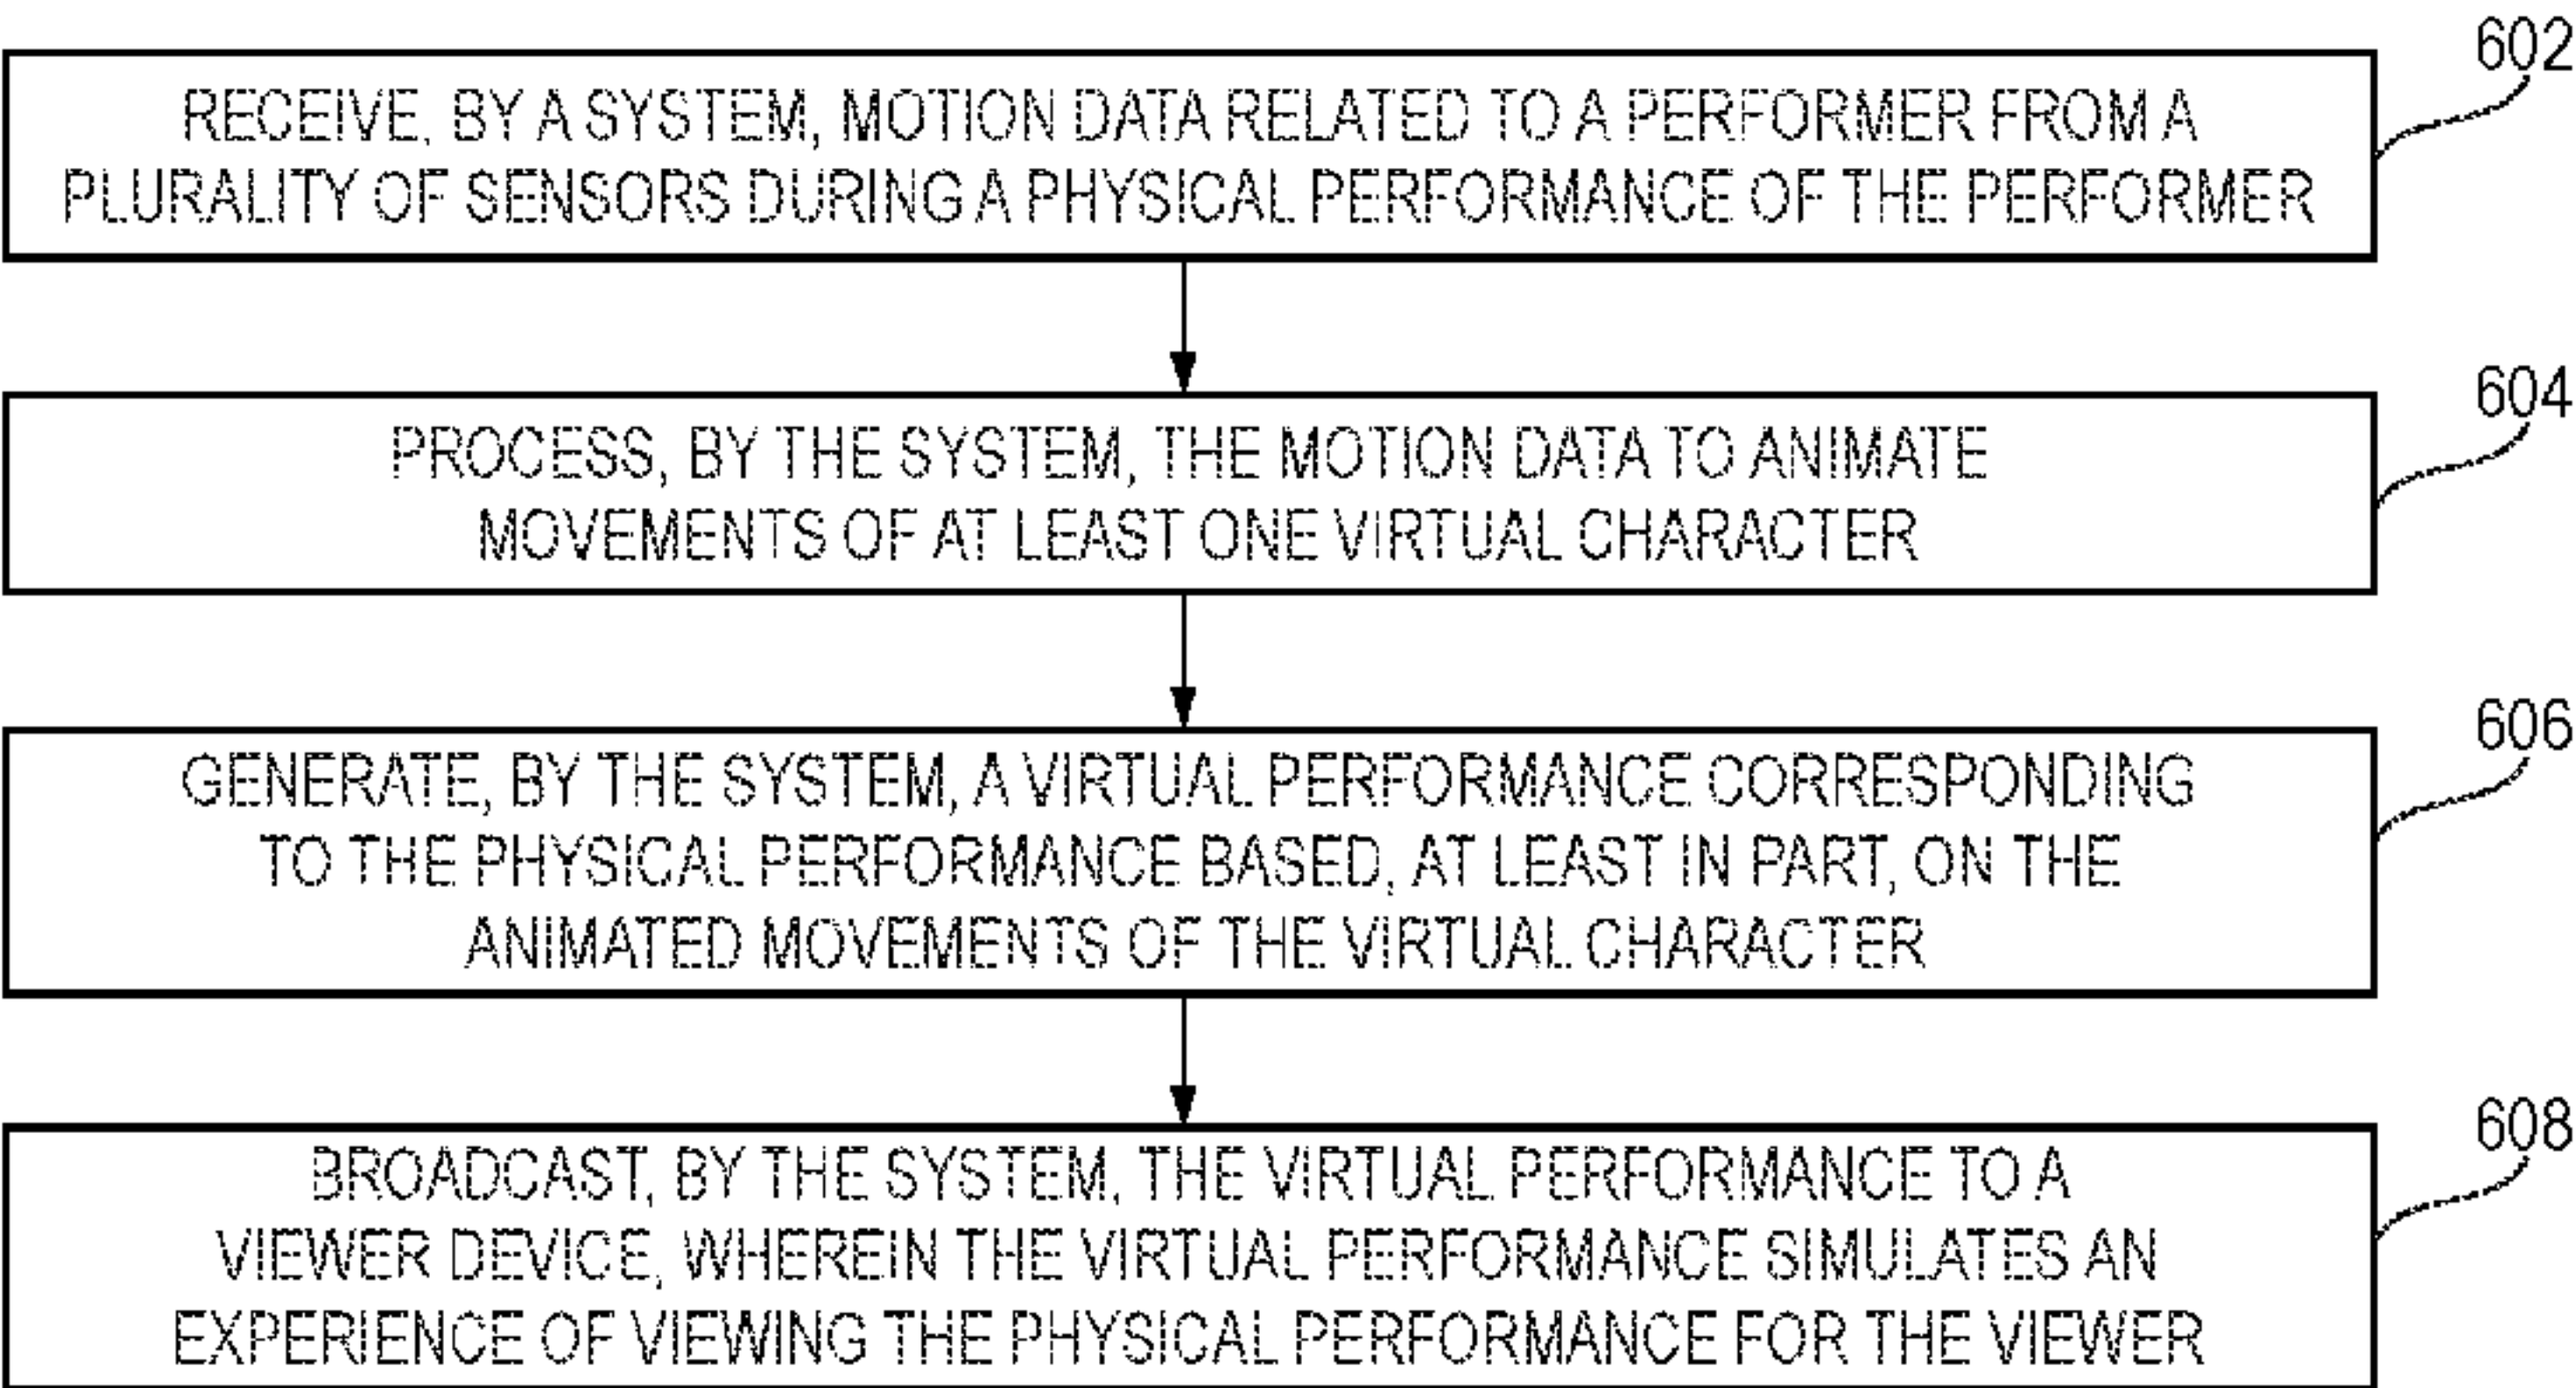 602
RECEIVE, BY A SYSTEM, MOTION DATA RELATED TO A PERFORMER FROM A
PLURALITY OF SENSORS DURING A PHYSICAL PERFORMANCE OF THE PERFORMER
604
PROCESS, BY THE SYSTEM, THE MOTION DATA TO ANIMATE
MOVEMENTS OF AT LEAST ONE VIRTUAL CHARACTER
606
GENERATE, BY THE SYSTEM, A VIRTUAL PERFORMANCE CORRESPONDING
TO THE PHYSICAL PERFORMANCE BASED, AT LEAST IN PART, ON THE
ANIMATED MOVEMENTS OF THE VIRTUAL CHARACTER
608
BROADCAST, BY THE SYSTEM, THE VIRTUAL PERFORMANCE TO A
VIEWER DEVICE, WHEREIN THE VIRTUAL PERFORMANCE SIMULATES AN
EXPERIENCE OF VIEWING THE PHYSICAL PERFORMANCE FOR THE VIEWER